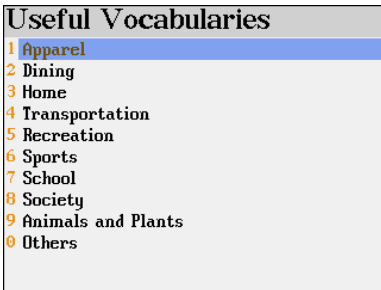 Useful Vocabularies
1 Apparel
2 Dining
3 Home
4 Transportation
5 Recreation
6 Sports
7 School
8 Society
9 Animals and Plants
0 Others